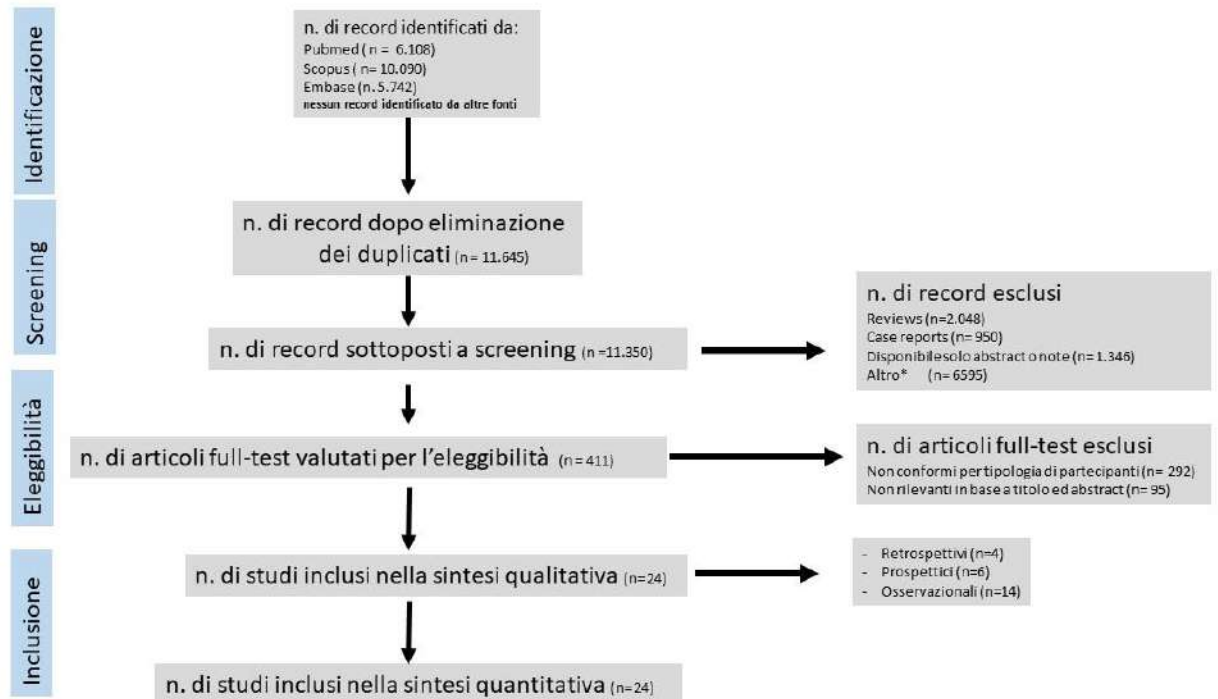 Identificazione
n. di record identificati da:
Pubmed ( n = 6.108)
Scopus ( n= 10.090)
Embase (n. 5.742)
nessun record identificato da altre fonti
Screening
n. di record dopo eliminazione
dei duplicati (n = 11.645)
n. di record sottoposti a screening (n =11.350)
n. di record esclusi
Reviews (n=2.048)
Case reports (n= 950)
Disponibile solo abstract o note (n= 1.346)
Altro* (n= 6595)
Eleggibilità
n. di articoli full-test valutati per l'eleggibilità (n = 411)
n. di articoli full-test esclusi
Non conformi per tipologia di partecipanti (n= 292)
Non rilevanti in base a titolo ed abstract (n= 95)
Inclusione
n. di studi inclusi nella sintesi qualitativa (n=24)
- Retrospettivi (n=4)
- Prospettici (n=6)
- Osservazionali (n=14)
n. di studi inclusi nella sintesi quantitativa (n=24)